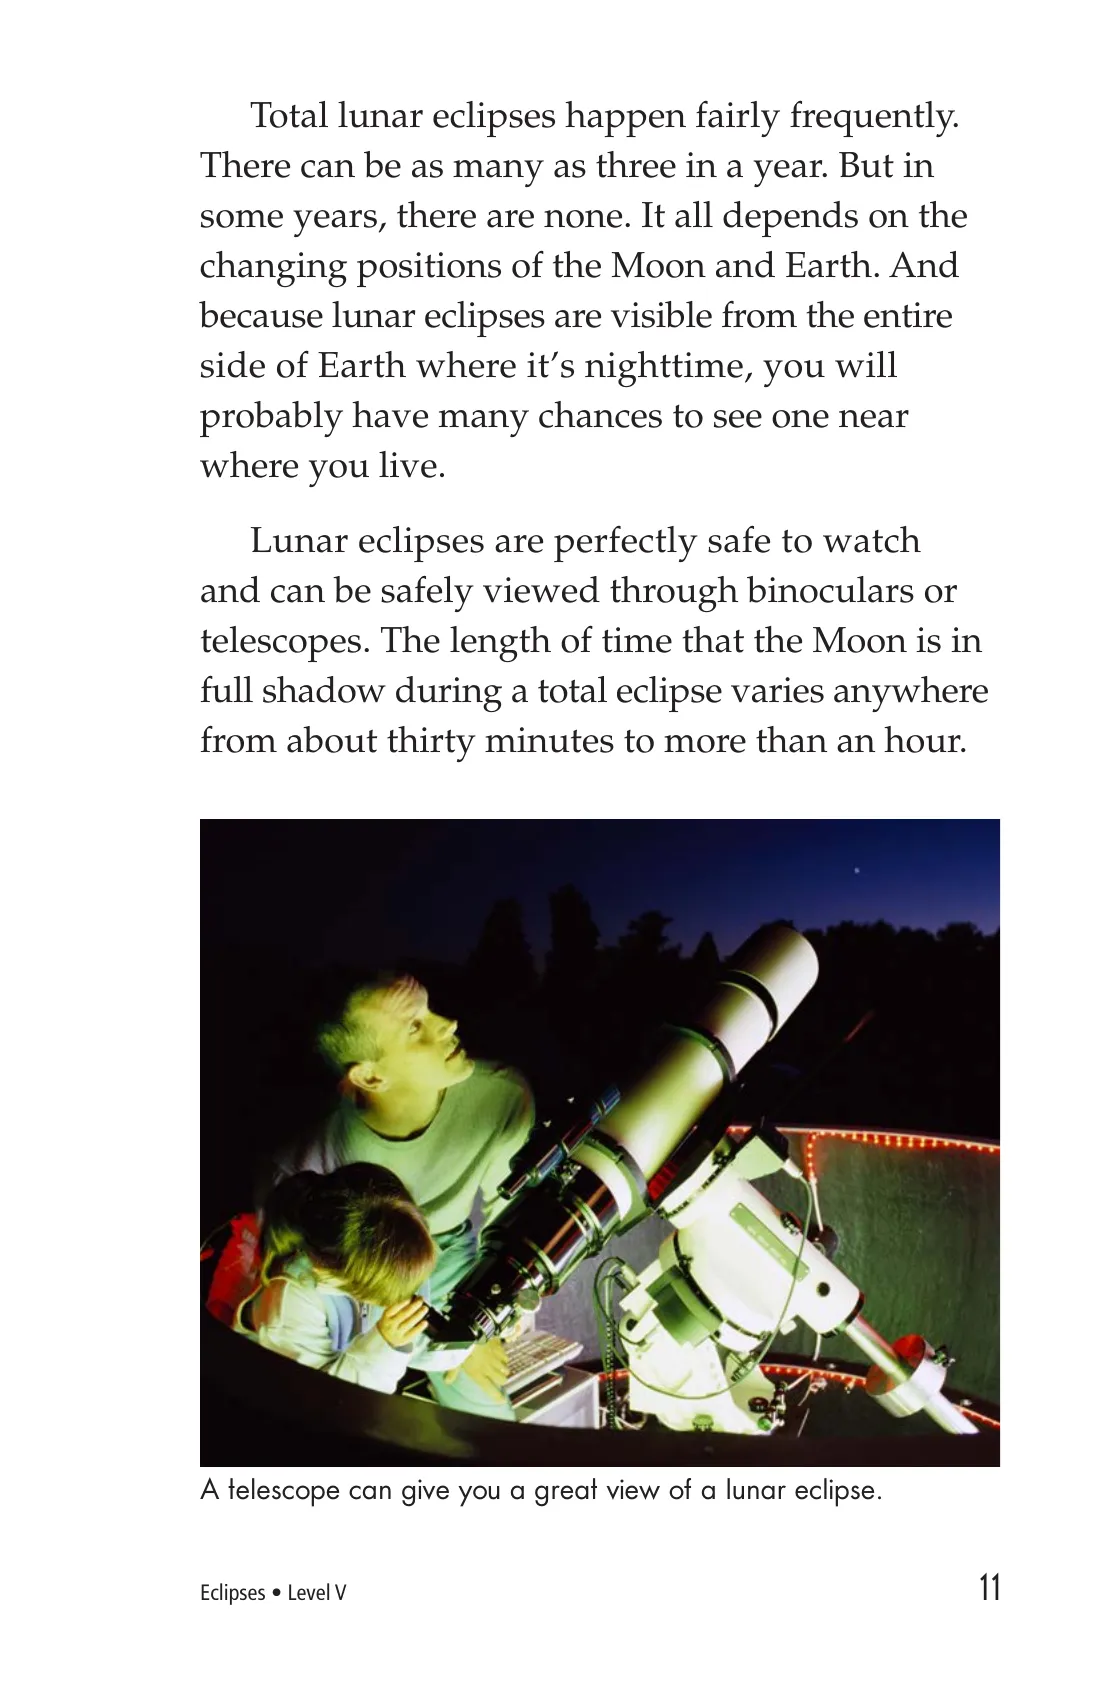 Total lunar eclipses happen fairly frequently.
There can be as many as three in a year. But in
some years, there are none. It all depends on the
changing positions of the Moon and Earth. And
because lunar eclipses are visible from the entire
side of Earth where it’s nighttime, you will
probably have many chances to see one near
where you live.
Lunar eclipses are perfectly safe to watch
and can be safely viewed through binoculars or
telescopes. The length of time that the Moon is in
full shadow during a total eclipse varies anywhere
from about thirty minutes to more than an hour.
A telescope can give you a great view of a lunar eclipse.
Eclipses • Level V
11